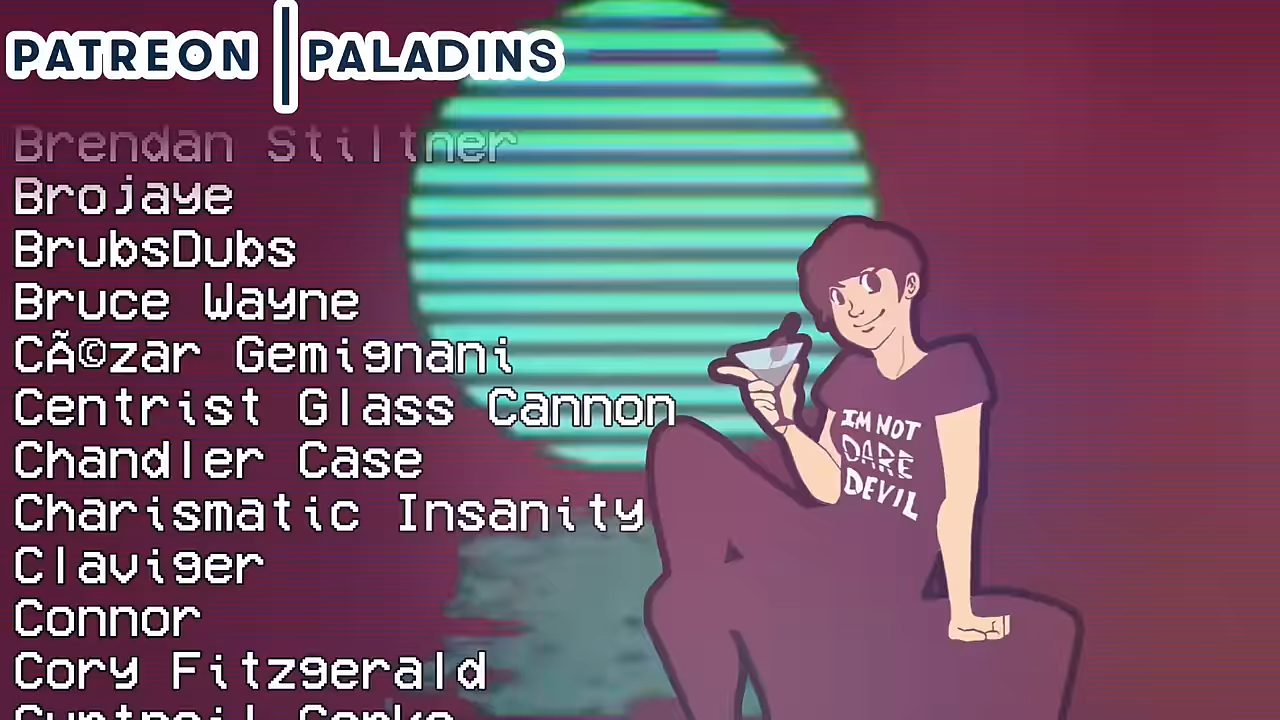 PATREON | PALADINS
Brendan Stiltner
Brojaye
BrubsDubs
Bruce Wayne
CÃ©zar Gemignani
Centrist Glass Cannon
Chandler Case
Charismatic Insanity
Claviger
Connor
Cory Fitzgerald
IM NOT
DARE
DEVIL